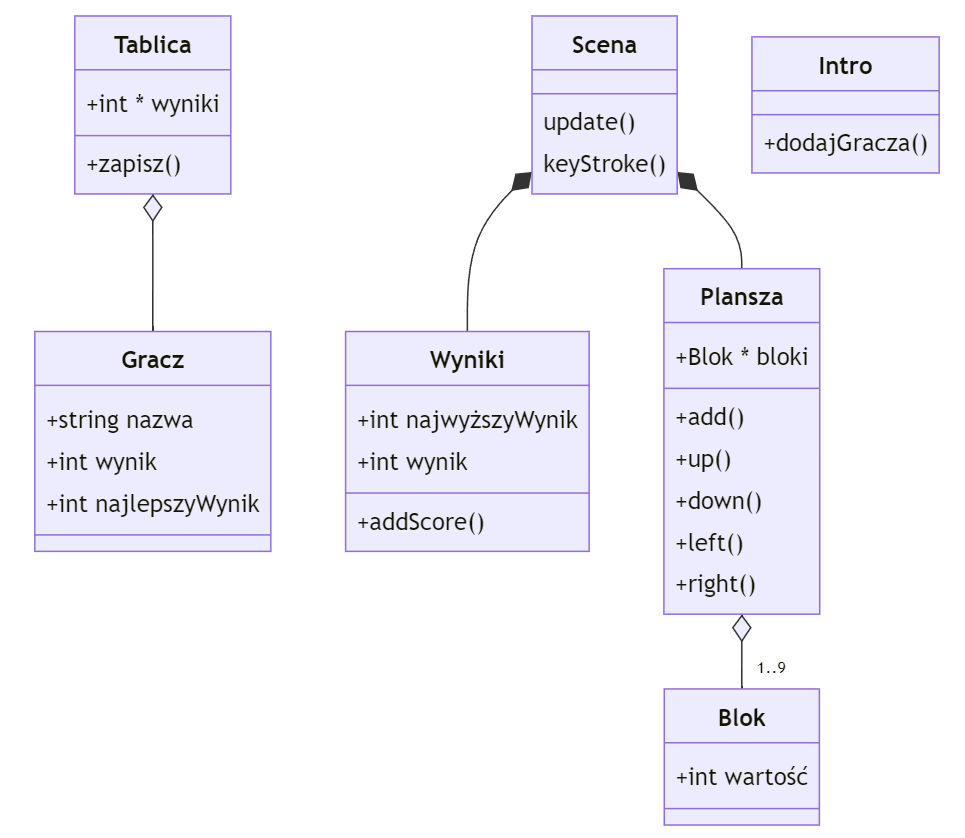 Tablica
+int * wyniki
+zapisz()
Scena
update()
keyStroke()
Intro
+dodajGracza()
Gracz
+string nazwa
+int wynik
+int najlepszyWynik
Wyniki
+int najwyższyWynik
+int wynik
+addScore()
Plansza
+Blok * bloki
+add()
+up()
+down()
+left()
+right()
1..9
Blok
+int wartość